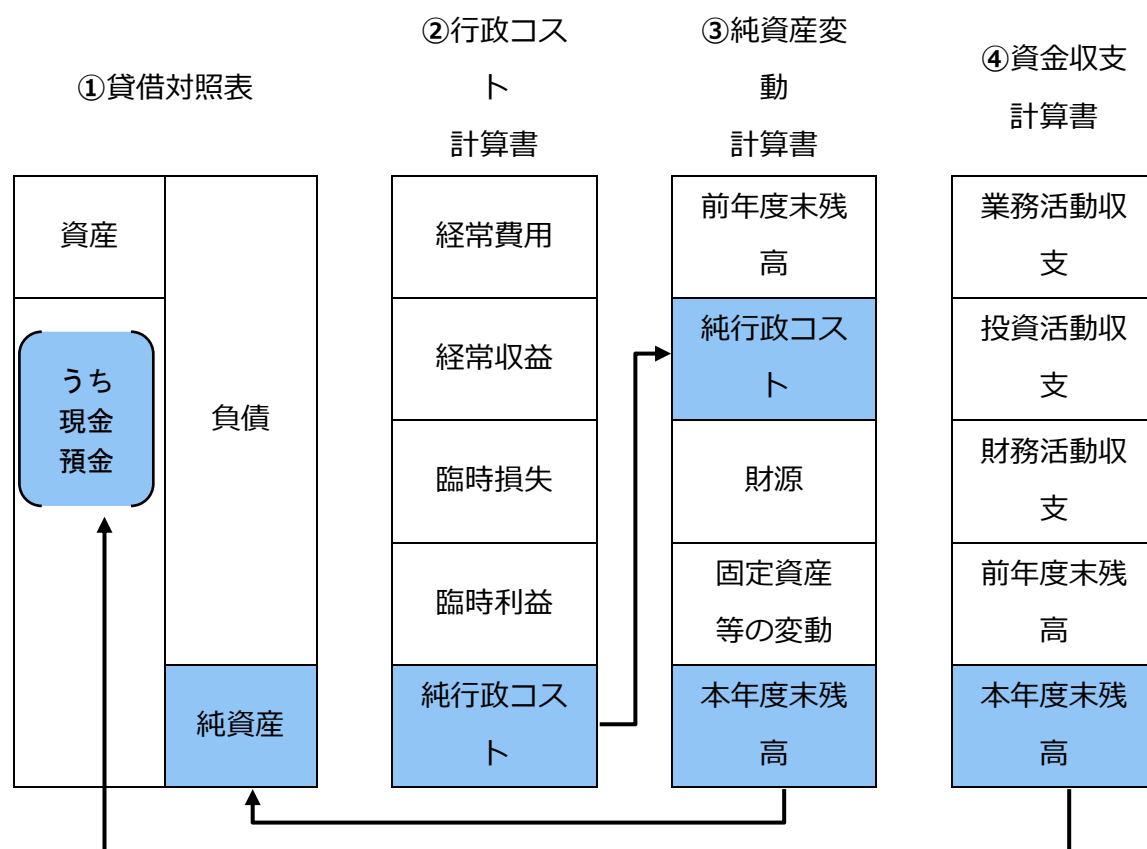 ①貸借対照表
②行政コス
ト
計算書
③純資産変
動
計算書
④資金収支
計算書
資産
うち
現金
預金
負債
純資産
経常費用
経常収益
臨時損失
臨時利益
純行政コス
ト
前年度末残
高
純行政コス
ト
財源
固定資産
等の変動
本年度末残
高
業務活動収
支
投資活動収
支
財務活動収
支
前年度末残
高
本年度末残
高